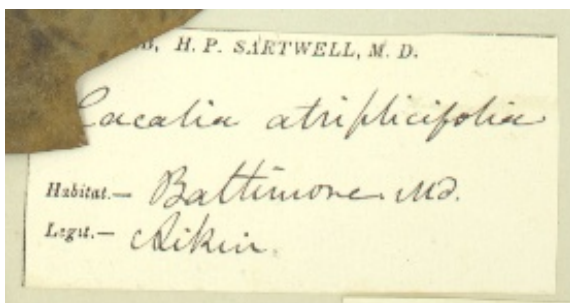 B, H. P. SARTWELL, M. D.
Cacalia atriplicifolia
Habitat.— Baltimore. Md.
Legit.— Aikin.